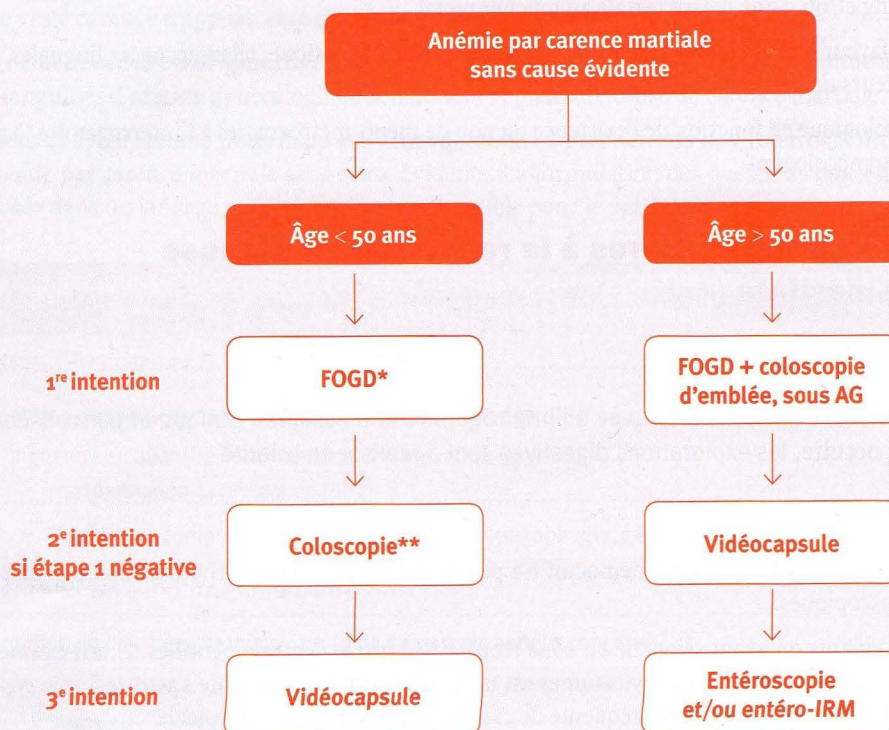 Anémie par carence martiale
sans cause évidente
Âge < 50 ans
Âge > 50 ans
1re intention
FOGD*
FOGD + coloscopie
d'emblée, sous AG
2e intention
si étape 1 négative
Coloscopie**
Vidéocapsule
3e intention
Vidéocapsule
Entéroscopie
et/ou entéro-IRM